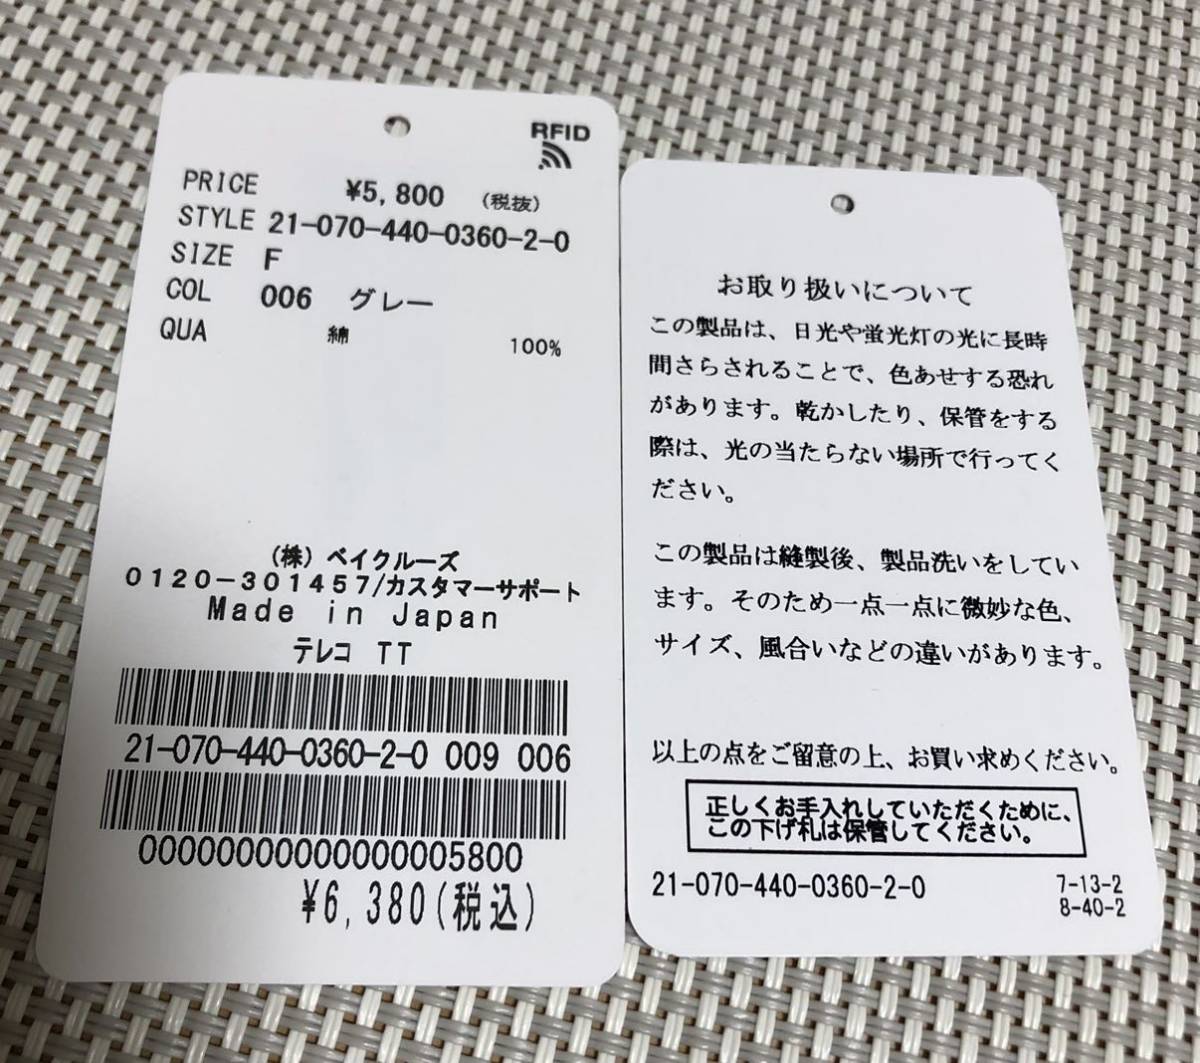 RFID
PRICE ¥5,800 (税抜)
STYLE 21-070-440-0360-2-0
SIZE F
COL 006 グレー
QUA 綿 100%
(株) ベイクルーズ
0120-301457/カスタマーサポート
Made in Japan
テレコ TT
21-070-440-0360-2-0 009 006
00000000000000005800
¥6,380(税込)
お取り扱いについて
この製品は、日光や蛍光灯の光に長時
間さらされることで、色あせする恐れ
があります。乾かしたり、保管をする
際は、光の当たらない場所で行ってく
ださい。
この製品は縫製後、製品洗いをしてい
ます。そのため一点一点に微妙な色、
サイズ、風合いなどの違いがあります。
以上の点をご留意の上、お買い求めください。
正しくお手入れしていただくために、
この下げ札は保管してください。
21-070-440-0360-2-0
7-13-2
8-40-2